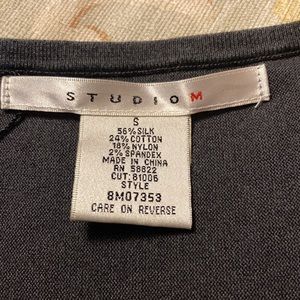 STUDIO M
S
56% SILK
24% COTTON
18% NYLON
2% SPANDEX
MADE IN CHINA
RN 58822
CUT: 81006
STYLE
8M07353
CARE ON REVERSE